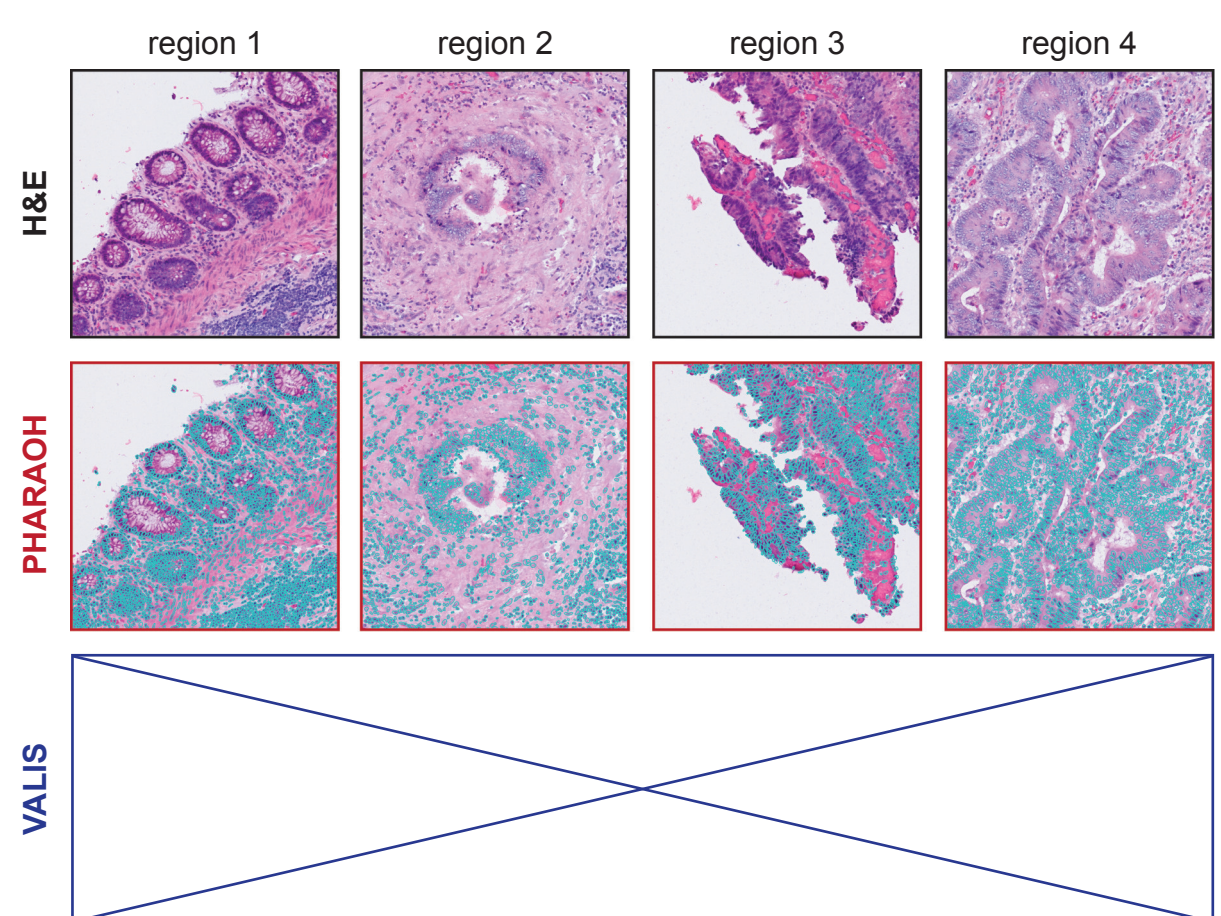 region 1
region 2
region 3
region 4
H&E
PHARAOH
VALIS